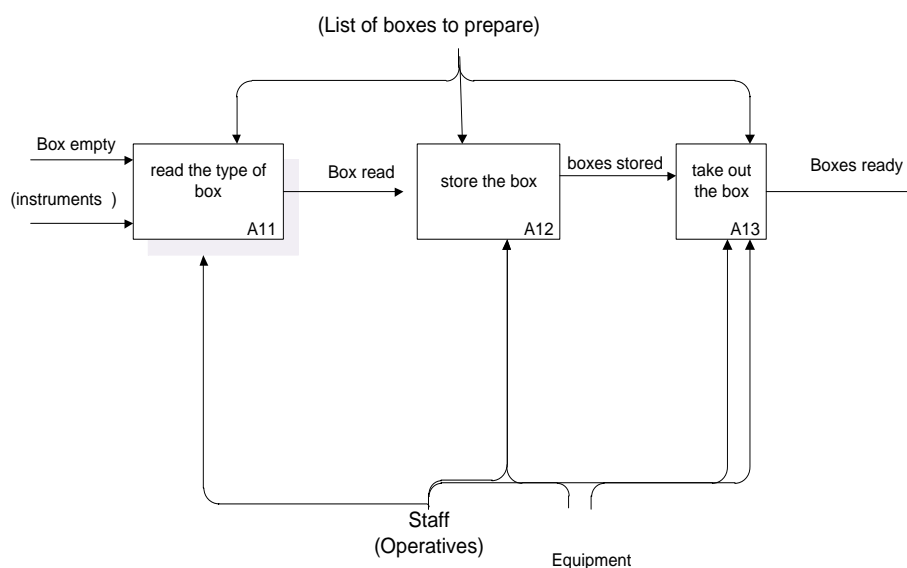 (List of boxes to prepare)
Box empty
(instruments )
read the type of
box
A11
Box read
store the box
A12
boxes stored
take out
the box
A13
Boxes ready
Staff
(Operatives)
Equipment